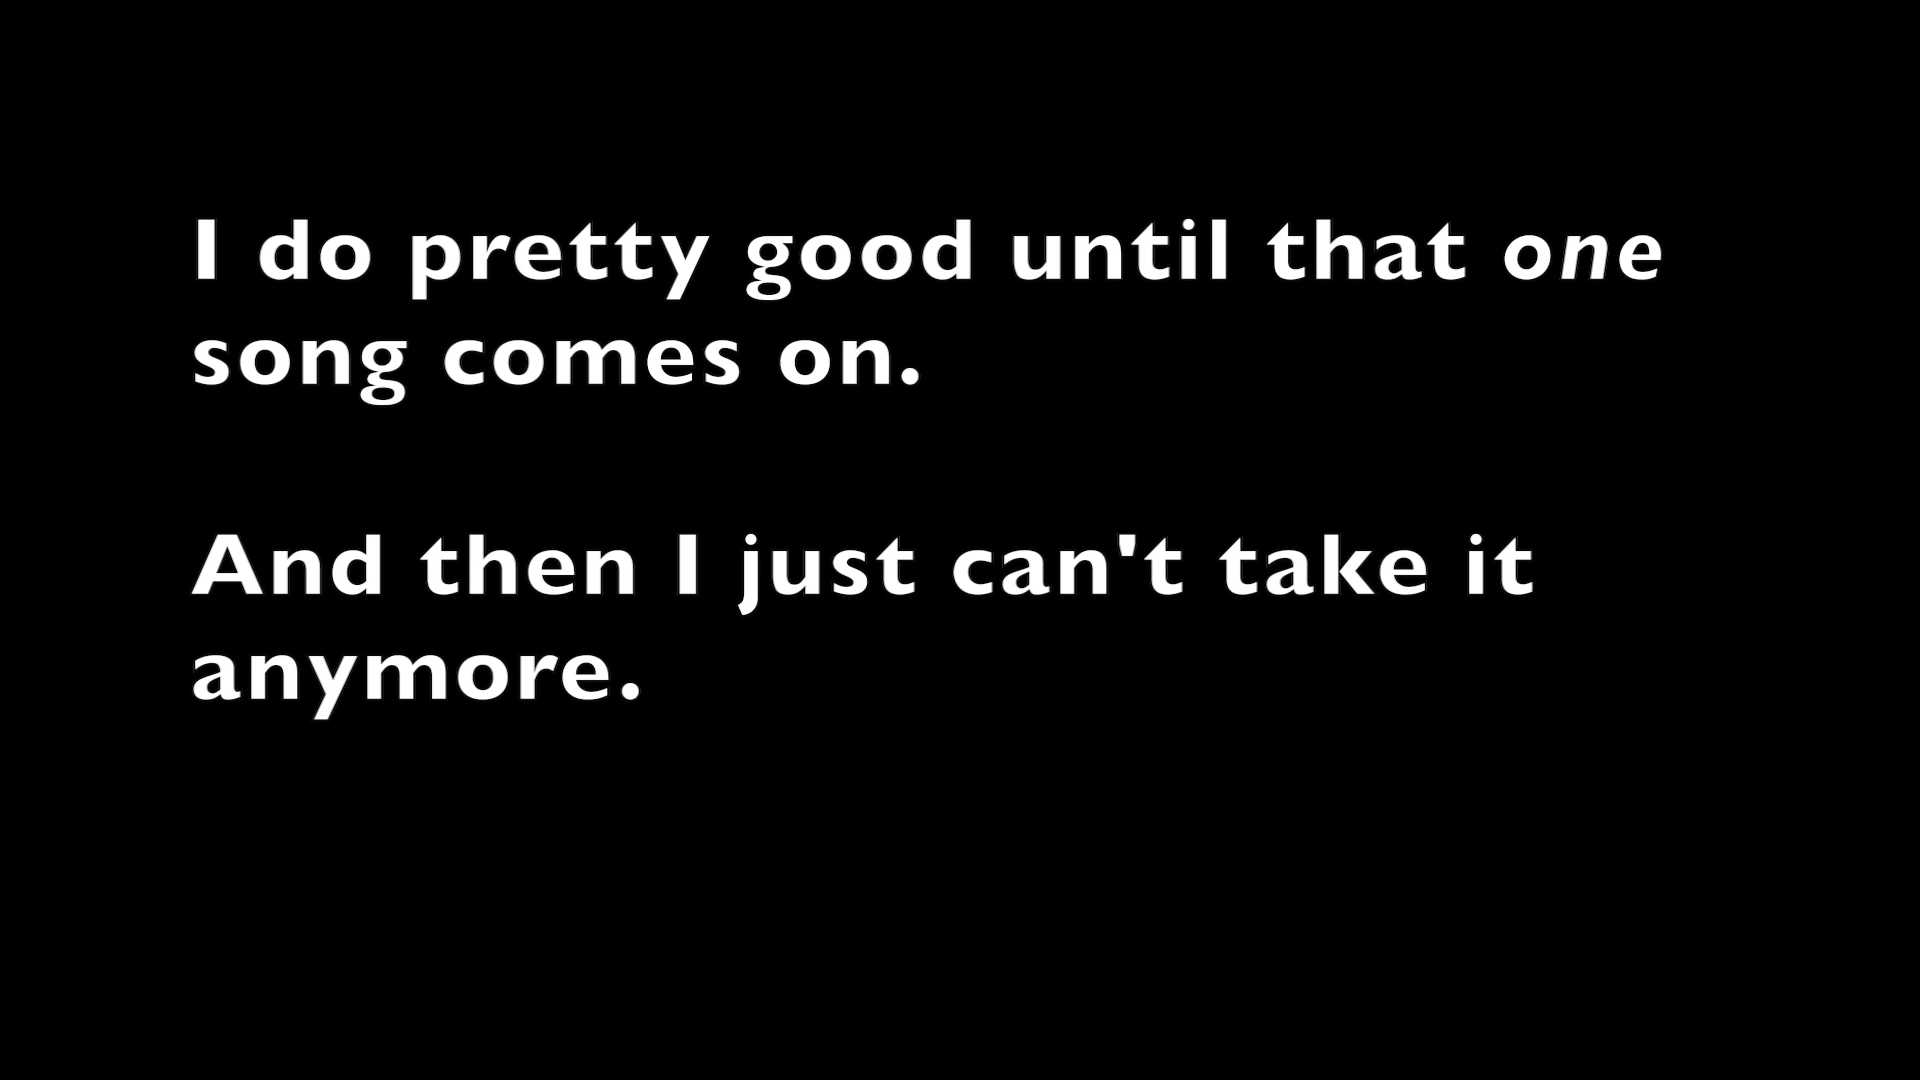 I do pretty good until that one
song comes on.
And then I just can't take it
anymore.